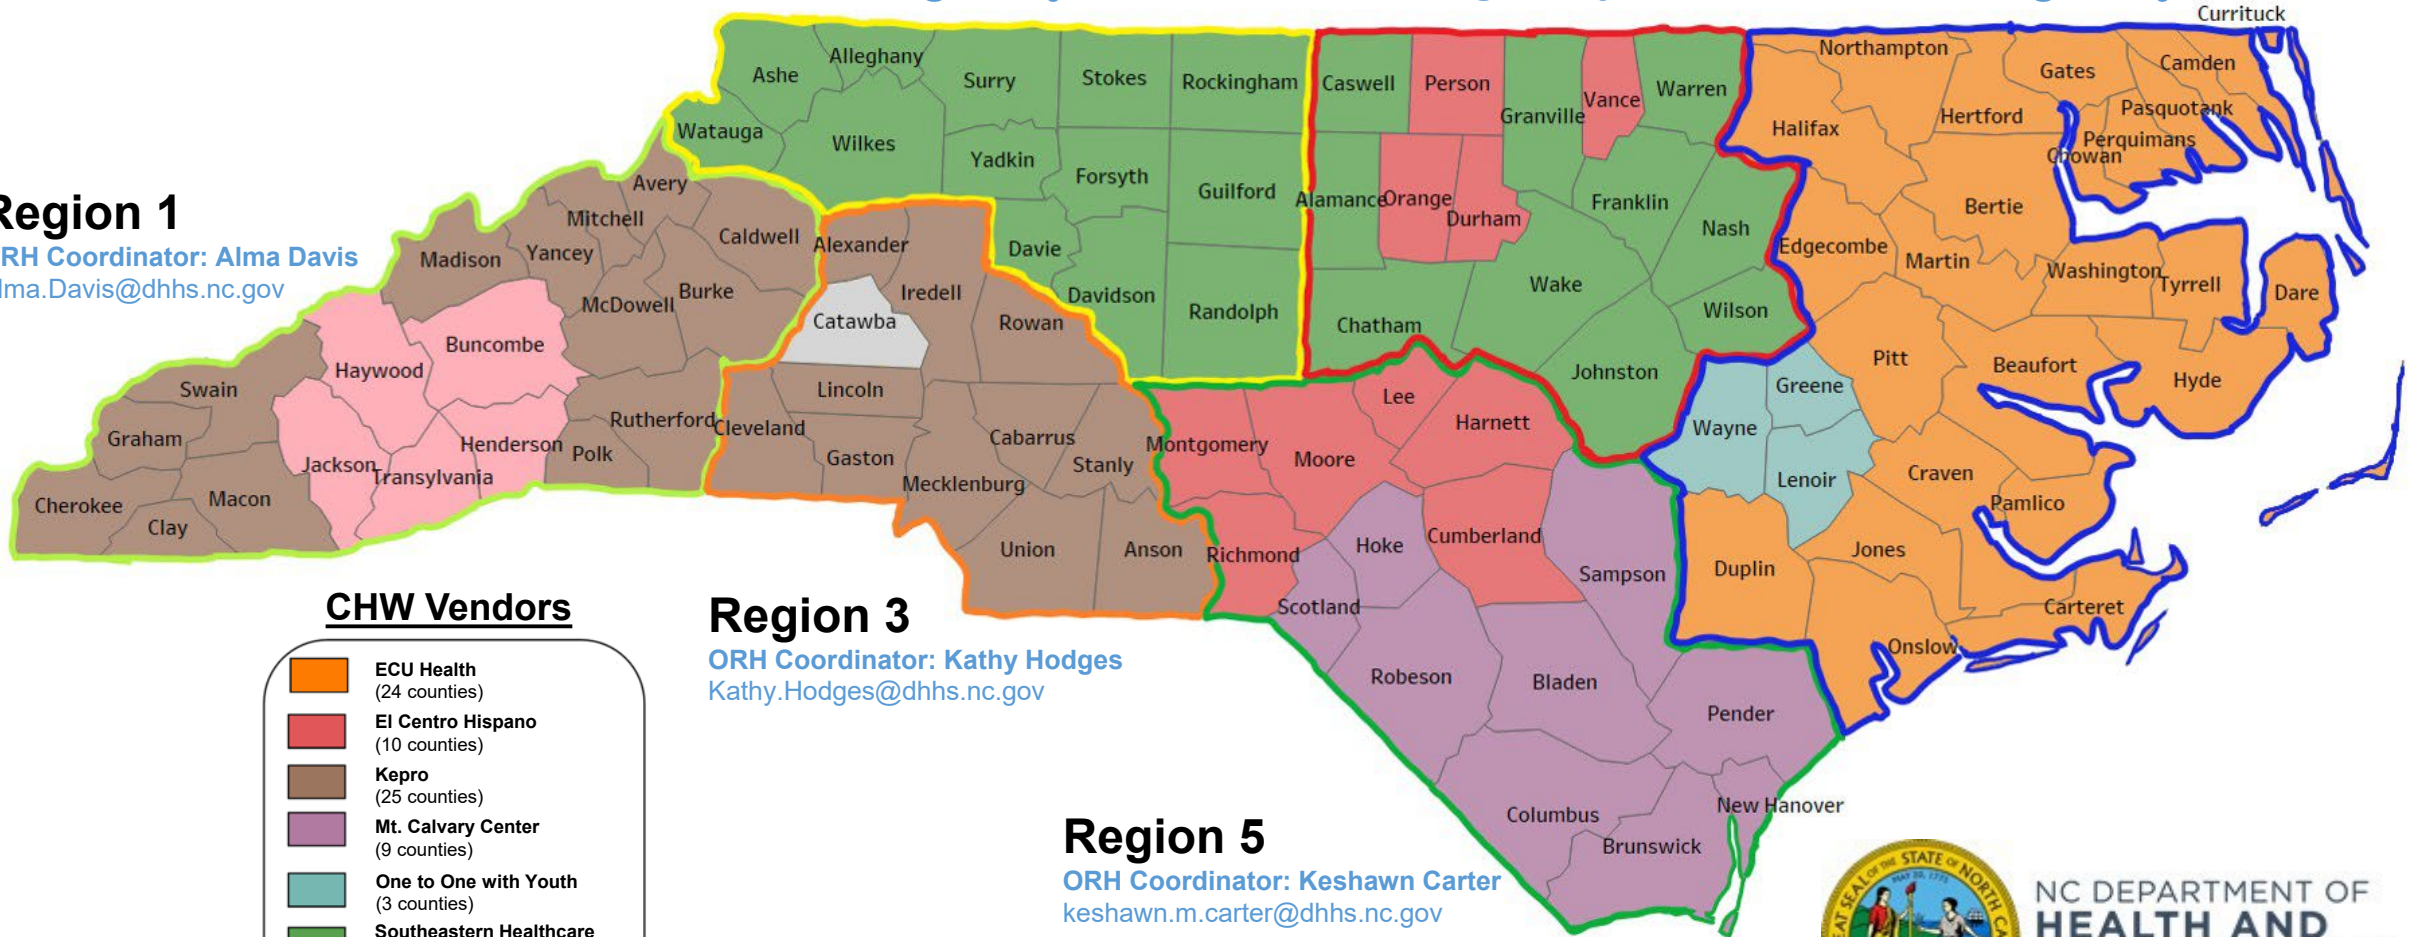 Currituck
Northampton
Gates
Camden
Alleghany
Ashe
Surry
Stokes
Rockingham
Caswell
Person
Granville
Vance
Warren
Halifax
Hertford
Pasquotank
Perquimans
Chowan
Watauga
Wilkes
Yadkin
Forsyth
Guilford
Alamance
Orange
Durham
Franklin
Nash
Bertie
Avery
Mitchell
Yancey
Madison
Caldwell
Alexander
Davie
Iredell
Davidson
Randolph
Wake
Edgecombe
Martin
Washington
Tyrrell
Dare
Region 1
RH Coordinator: Alma Davis
lma.Davis@dhhs.nc.gov
McDowell
Burke
Catawba
Rowan
Chatham
Wilson
Johnston
Pitt
Beaufort
Hyde
Buncombe
Haywood
Swain
Graham
Lincoln
Lee
Harnett
Greene
Wayne
Lenoir
Rutherford
Cleveland
Cabarrus
Montgomery
Moore
Henderson
Polk
Gaston
Stanly
Mecklenburg
Jackson
Transylvania
Craven
Pamlico
Cherokee
Macon
Clay
Union
Anson
Richmond
Hoke
Cumberland
Sampson
Duplin
Jones
Scotland
Carteret
Onslow
Robeson
Bladen
Pender
Columbus
New Hanover
Brunswick
CHW Vendors
ECU Health
(24 counties)
El Centro Hispano
(10 counties)
Kepro
(25 counties)
Mt. Calvary Center
(9 counties)
One to One with Youth
(3 counties)
Southeastern Healthcare
Region 3
ORH Coordinator: Kathy Hodges
Kathy.Hodges@dhhs.nc.gov
Region 5
ORH Coordinator: Keshawn Carter
keshawn.m.carter@dhhs.nc.gov
NC DEPARTMENT OF
HEALTH AND